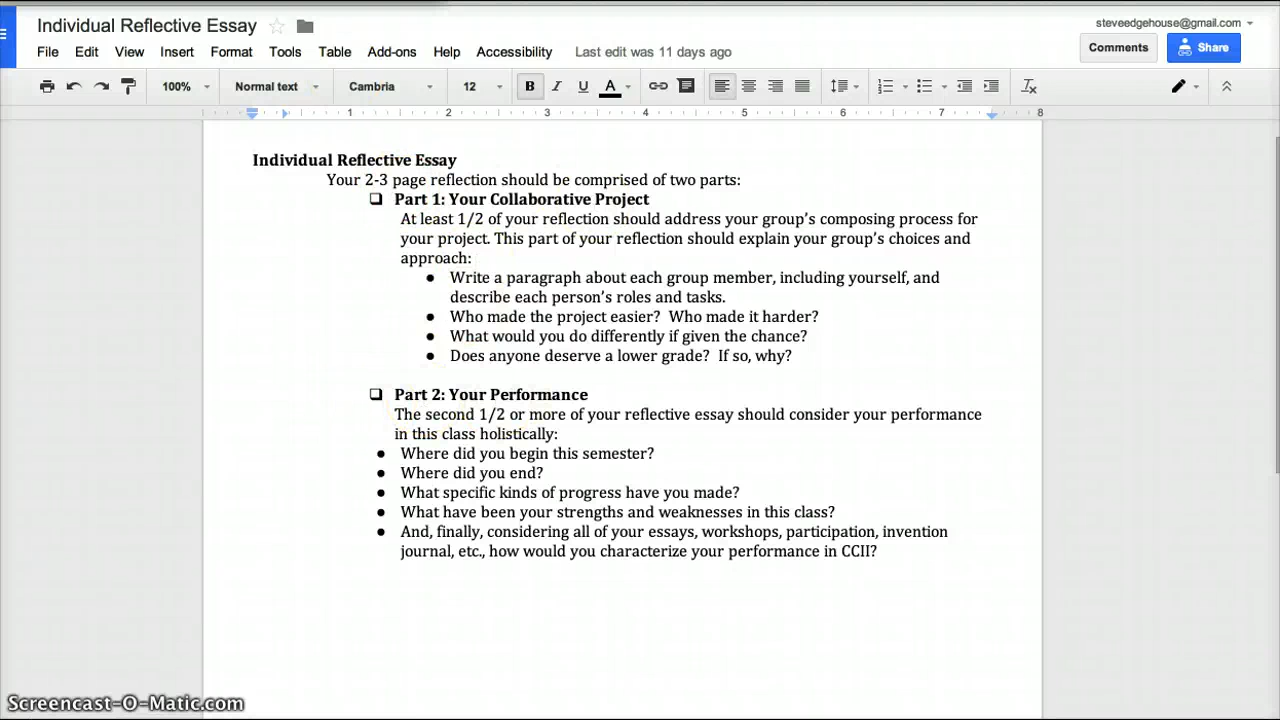 Individual Reflective Essay
steveedgehouse@gmail.com
File Edit View Insert Format Tools Table Add-ons Help Accessibility Last edit was 11 days ago
Comments Share
100% Normal text Cambria 12 B I U A
1 2 3 4 5 6 7 8
Individual Reflective Essay
Your 2-3 page reflection should be comprised of two parts:
❑ Part 1: Your Collaborative Project
At least 1/2 of your reflection should address your group's composing process for
your project. This part of your reflection should explain your group's choices and
approach:
● Write a paragraph about each group member, including yourself, and
describe each person's roles and tasks.
● Who made the project easier?  Who made it harder?
● What would you do differently if given the chance?
● Does anyone deserve a lower grade?  If so, why?
❑ Part 2: Your Performance
The second 1/2 or more of your reflective essay should consider your performance
in this class holistically:
● Where did you begin this semester?
● Where did you end?
● What specific kinds of progress have you made?
● What have been your strengths and weaknesses in this class?
● And, finally, considering all of your essays, workshops, participation, invention
journal, etc., how would you characterize your performance in CCII?
Screencast-O-Matic.com